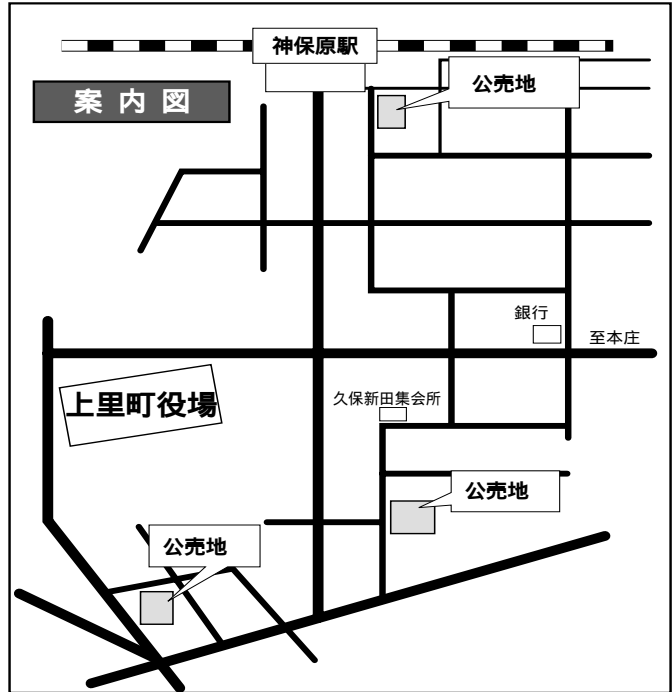 神保原駅
公売地
案内図
銀行
至本庄
上里町役場
久保新田集会所
公売地
公売地